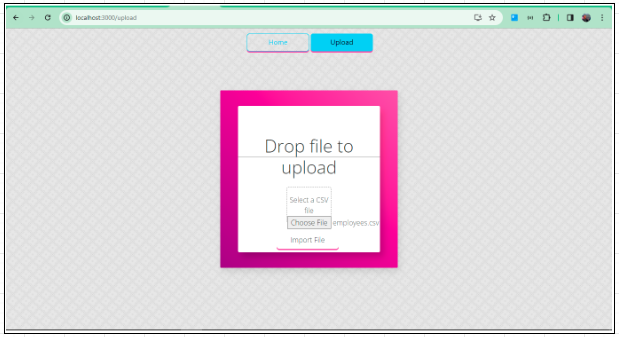 localhost:3000/upload
Home
Upload
Drop file to
upload
Select a CSV
file
Choose File employees.csv
Import File